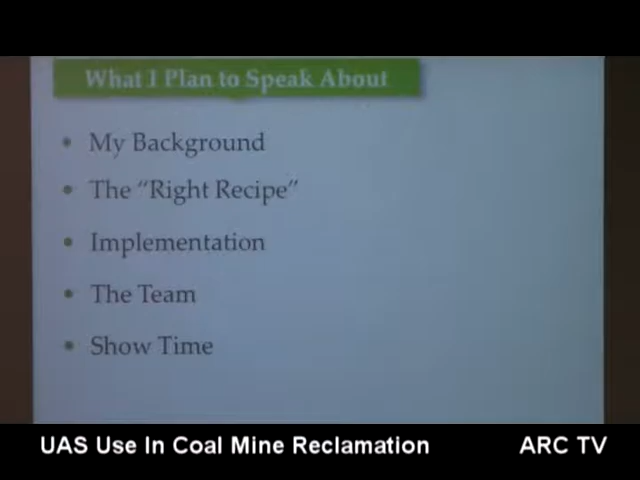 What I Plan to Speak About
• My Background
• The “Right Recipe”
• Implementation
• The Team
• Show Time
UAS Use In Coal Mine Reclamation ARC TV